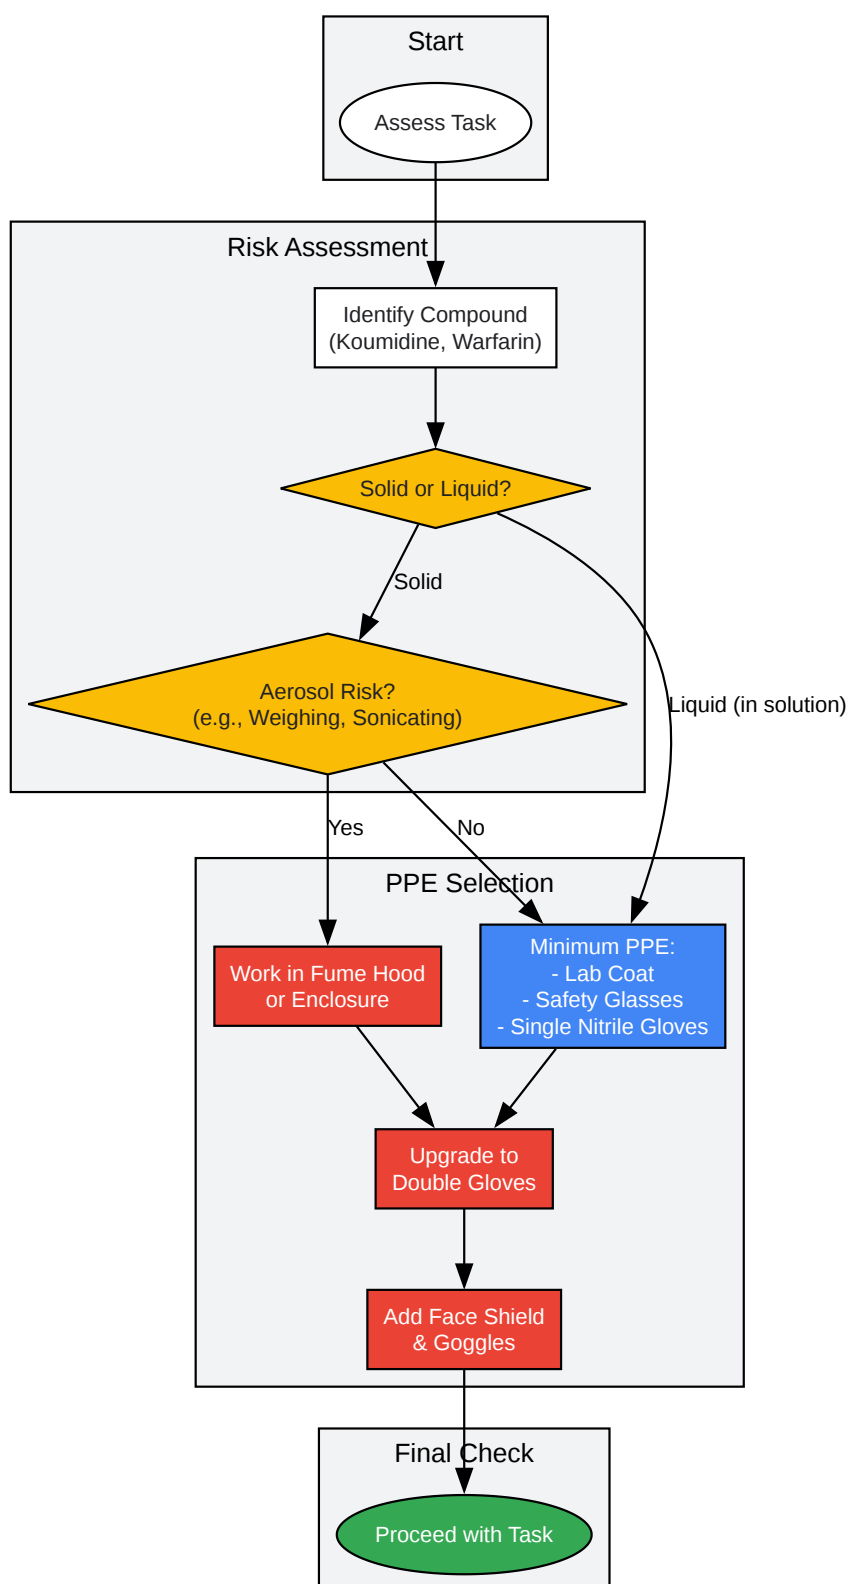 Start
Assess Task
Risk Assessment
Identify Compound
(Koumidine, Warfarin)
Solid or Liquid?
Solid
Aerosol Risk?
(e.g., Weighing, Sonicating)
Liquid (in solution)
Yes
No
PPE Selection
Work in Fume Hood
or Enclosure
Minimum PPE:
- Lab Coat
- Safety Glasses
- Single Nitrile Gloves
Upgrade to
Double Gloves
Add Face Shield
& Goggles
Final Check
Proceed with Task